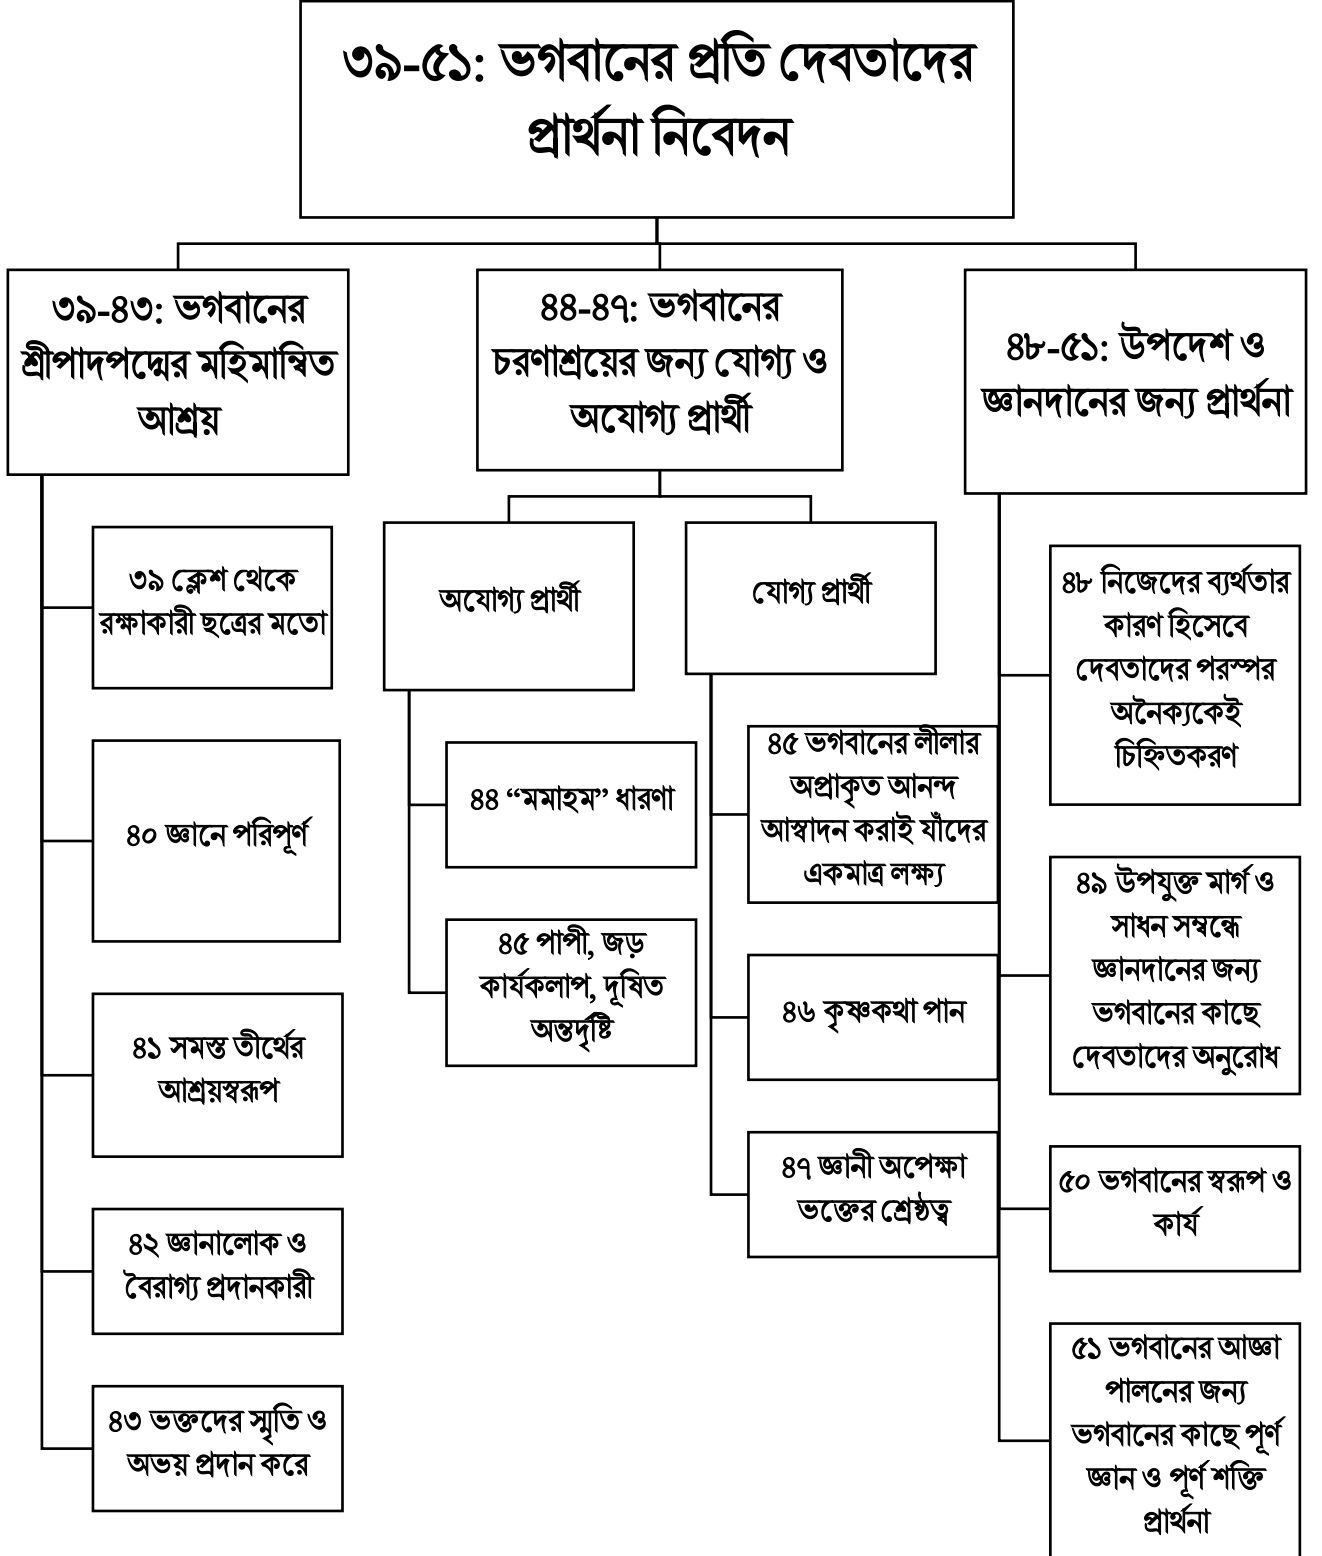 ৩৯-৫১: ভগবানের প্রতি দেবতাদের
প্রার্থনা নিবেদন
৩৯-৪৩: ভগবানের
শ্রীপাদপদ্মের মহিমান্বিত
আশ্রয়
৩৯ ক্লেশ থেকে
রক্ষাকারী ছত্রের মতো
৪০ জ্ঞানে পরিপূর্ণ
৪১ সমস্ত তীর্থের
আশ্রয়স্বরূপ
৪২ জ্ঞানালোক ও
বৈরাগ্য প্রদানকারী
৪৩ ভক্তদের স্মৃতি ও
অভয় প্রদান করে
৪৪-৪৭: ভগবানের
চরণাশ্রয়ের জন্য যোগ্য ও
অযোগ্য প্রার্থী
অযোগ্য প্রার্থী
৪৪ “মমাহম” ধারণা
৪৫ পাপী, জড়
কার্যকলাপ, দূষিত
অন্তর্দৃষ্টি
যোগ্য প্রার্থী
৪৫ ভগবানের লীলার
অপ্রাকৃত আনন্দ
আস্বাদন করাই যাঁদের
একমাত্র লক্ষ্য
৪৬ কৃষ্ণকথা পান
৪৭ জ্ঞানী অপেক্ষা
ভক্তের শ্রেষ্ঠত্ব
৪৮-৫১: উপদেশ ও
জ্ঞানদানের জন্য প্রার্থনা
৪৮ নিজেদের ব্যর্থতার
কারণ হিসেবে
দেবতাদের পরস্পর
অনৈক্যকেই
চিহ্নিতকরণ
৪৯ উপযুক্ত মার্গ ও
সাধন সম্বন্ধে
জ্ঞানদানের জন্য
ভগবানের কাছে
দেবতাদের অনুরোধ
৫০ ভগবানের স্বরূপ ও
কার্য
৫১ ভগবানের আজ্ঞা
পালনের জন্য
ভগবানের কাছে পূর্ণ
জ্ঞান ও পূর্ণ শক্তি
প্রার্থনা